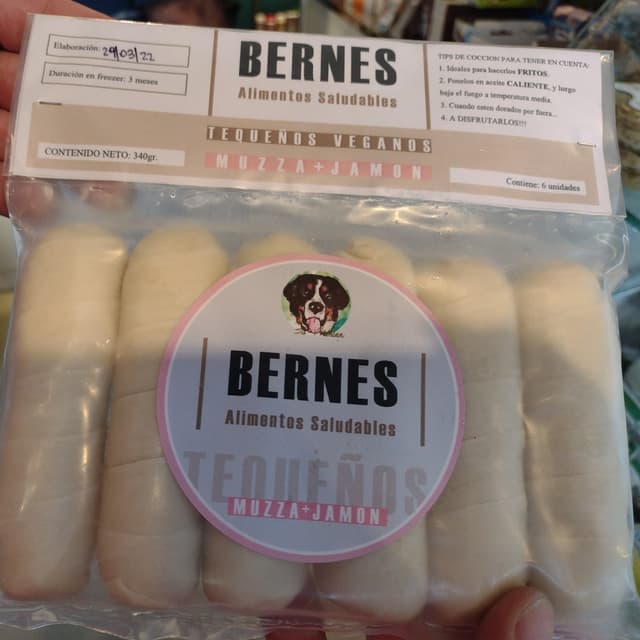 Elaboración: 29/03/22
Duración en freezer: 3 meses
CONTENIDO NETO: 340gr.
BERNES
Alimentos Saludables
TEQUEÑOS VEGANOS
MUZZA+JAMON
TIPS DE COCCION PARA TENER EN CUENTA:
1. Ideales para hacerlos FRITOS.
2. Ponelos en aceite CALIENTE, y luego
baja el fuego a temperatura media.
3. Cuando esten dorados por fuera...
4. A DISFRUTARLOS!!!
Contiene: 6 unidades
BERNES
Alimentos Saludables
TEQUEÑOS
MUZZA+JAMON